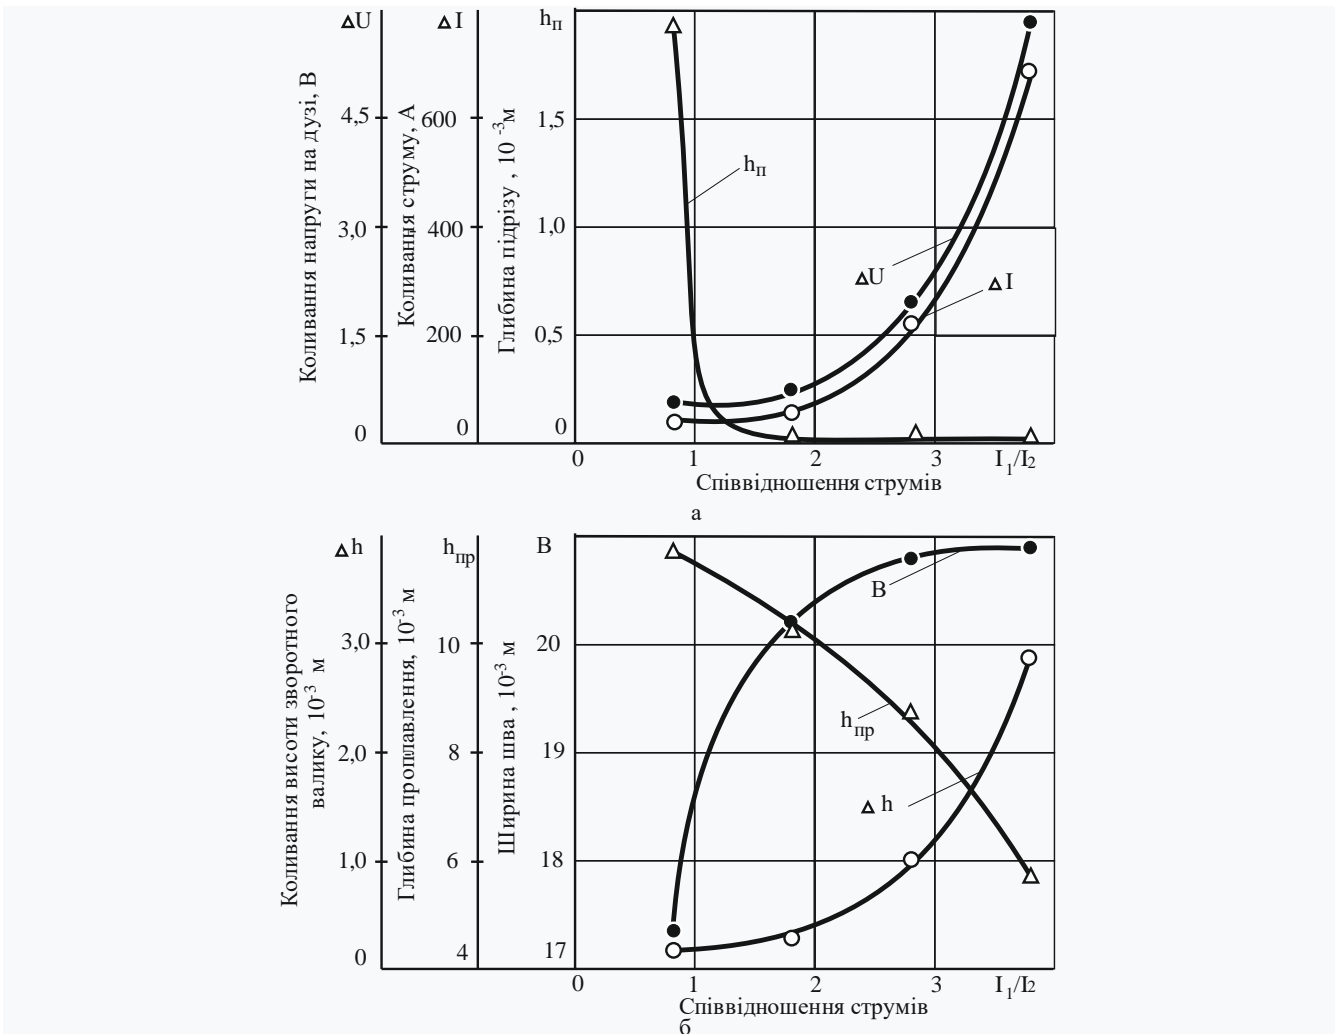 ΔU
ΔI
hп
Коливання напруги на дузі, В
4,5
3,0
1,5
0
Коливання струму, А
600
400
200
0
Глибина підрізу , 10 -3м
1,5
1,0
0,5
0
hп
ΔU
ΔI
0
1
2
3
I1/I2
Співвідношення струмів
а
Δh
hпр
В
Коливання висоти зворотного
валику, 10-3 м
3,0
2,0
1,0
0
Глибина проплавлення, 10-3 м
10
8
6
4
Ширина шва , 10-3 м
20
19
18
17
В
hпр
Δ h
0
1
2
3
I1/I2
Співвідношення струмів
б